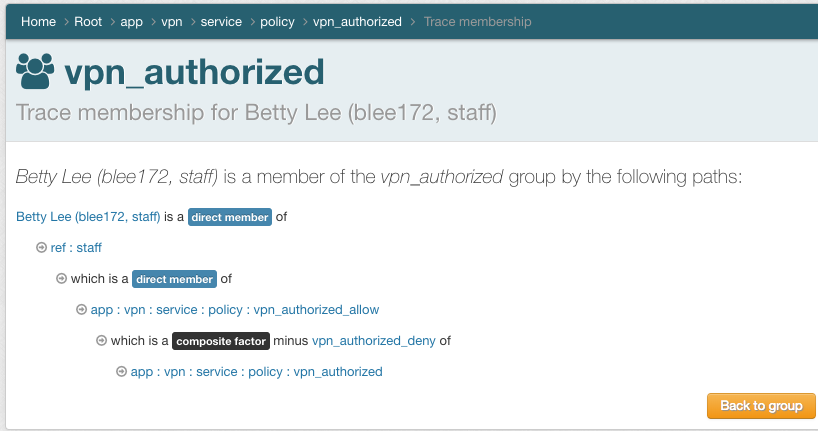 Home > Root > app > vpn > service > policy > vpn_authorized > Trace membership
vpn_authorized
Trace membership for Betty Lee (blee172, staff)
Betty Lee (blee172, staff) is a member of the vpn_authorized group by the following paths:
Betty Lee (blee172, staff) is a direct member of
ref : staff
which is a direct member of
app : vpn : service : policy : vpn_authorized_allow
which is a composite factor minus vpn_authorized_deny of
app : vpn : service : policy : vpn_authorized
Back to group